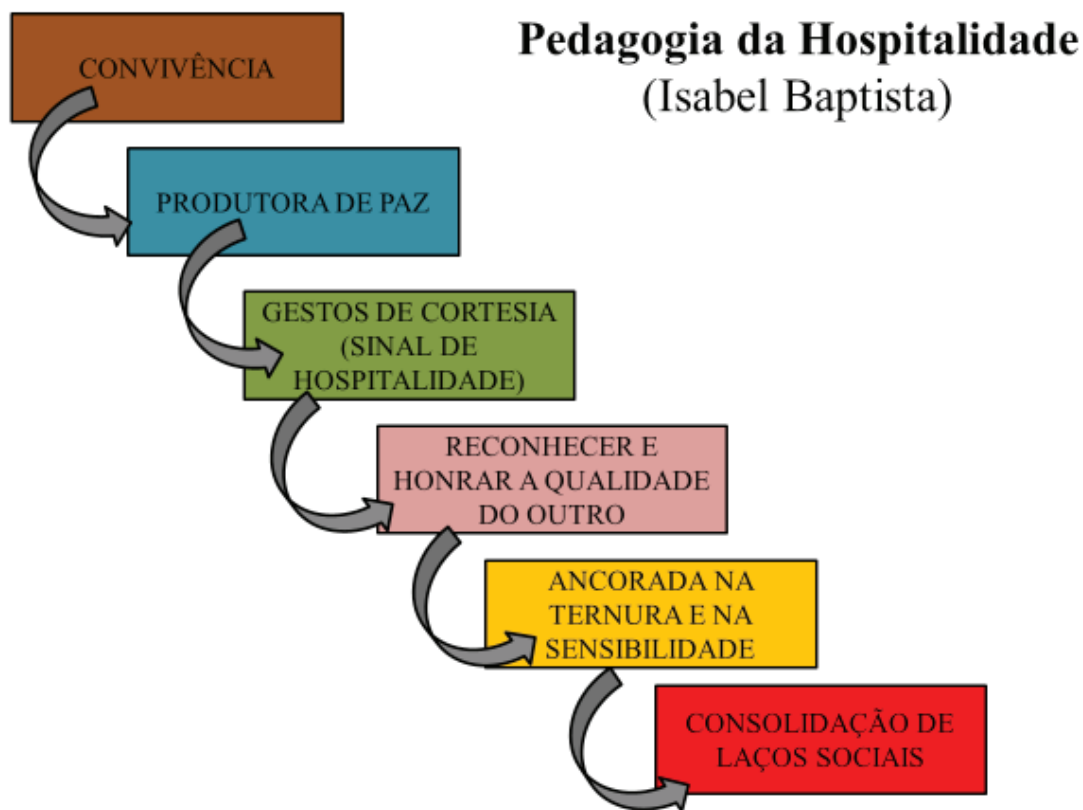 Pedagogia da Hospitalidade
(Isabel Baptista)
CONVIVÊNCIA
PRODUTORA DE PAZ
GESTOS DE CORTESIA
(SINAL DE
HOSPITALIDADE)
RECONHECER E
HONRAR A QUALIDADE
DO OUTRO
ANCORADA NA
TERNURA E NA
SENSIBILIDADE
CONSOLIDAÇÃO DE
LAÇOS SOCIAIS